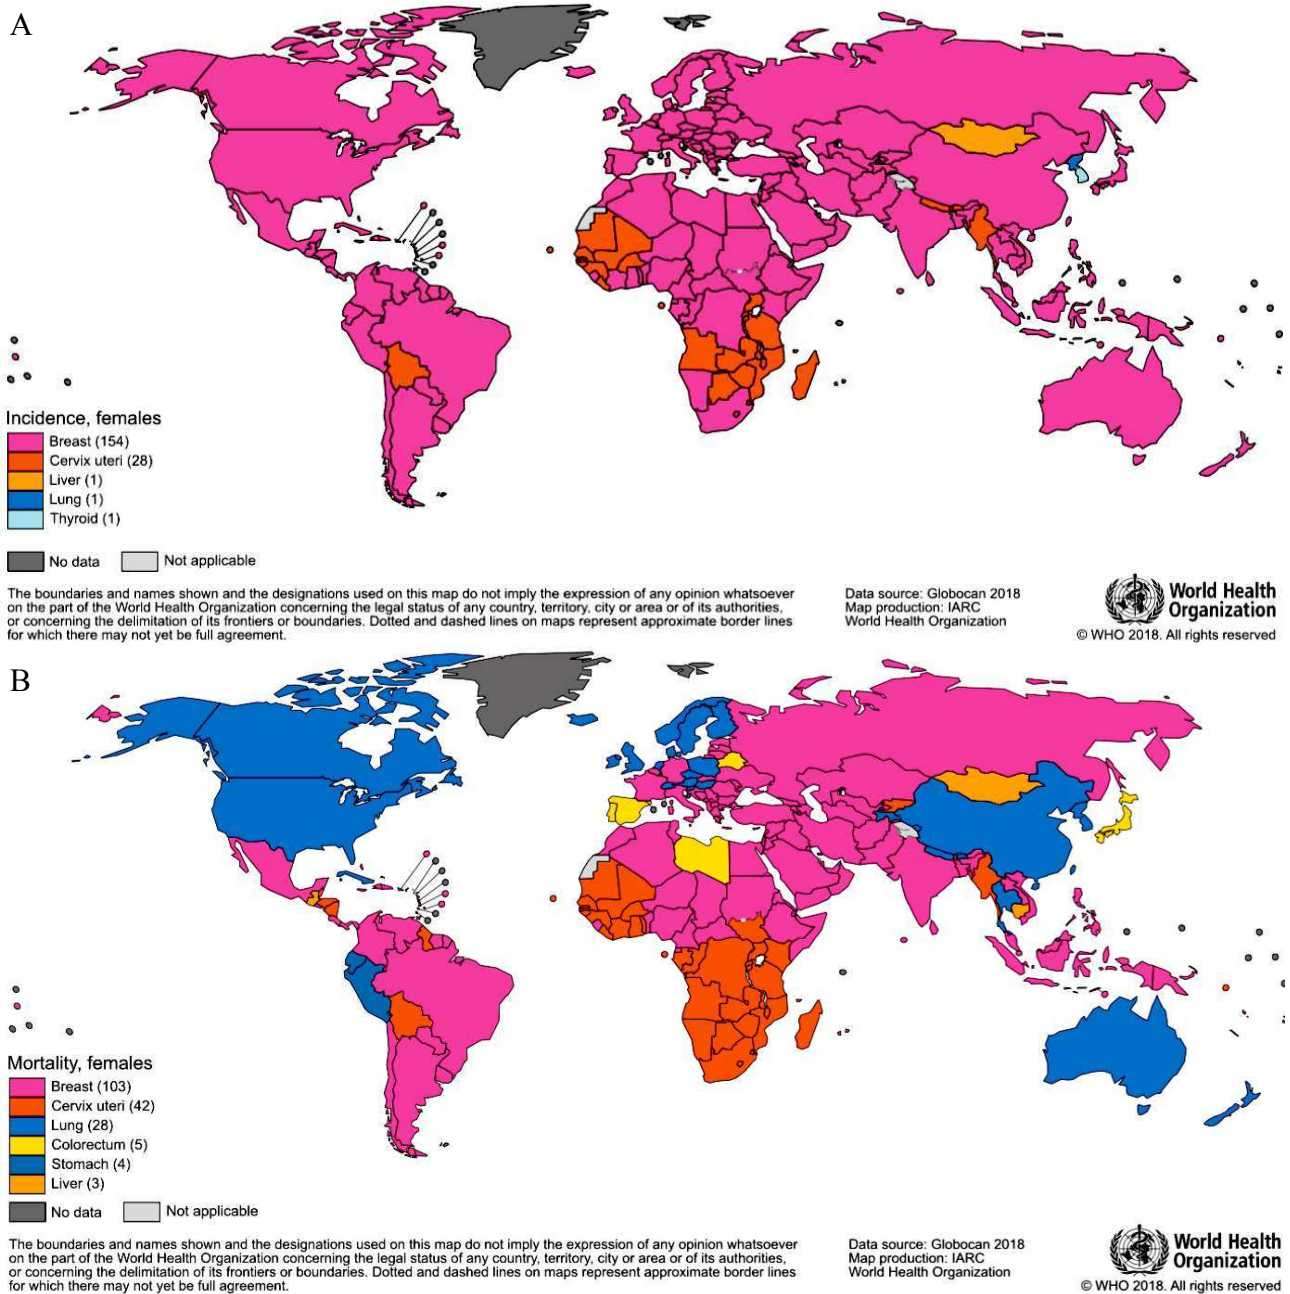 A
Incidence, females
Breast (154)
Cervix uteri (28)
Liver (1)
Lung (1)
Thyroid (1)
No data
Not applicable
The boundaries and names shown and the designations used on this map do not imply the expression of any opinion whatsoever
on the part of the World Health Organization concerning the legal status of any country, territory, city or area or of its authorities,
or concerning the delimitation of its frontiers or boundaries. Dotted and dashed lines on maps represent approximate border lines
for which there may not yet be full agreement.
Data source: Globocan 2018
Map production: IARC
World Health Organization
World Health
Organization
© WHO 2018. All rights reserved
B
Mortality, females
Breast (103)
Cervix uteri (42)
Lung (28)
Colorectum (5)
Stomach (4)
Liver (3)
No data
Not applicable
The boundaries and names shown and the designations used on this map do not imply the expression of any opinion whatsoever
on the part of the World Health Organization concerning the legal status of any country, territory, city or area or of its authorities,
or concerning the delimitation of its frontiers or boundaries. Dotted and dashed lines on maps represent approximate border lines
for which there may not yet be full agreement.
Data source: Globocan 2018
Map production: IARC
World Health Organization
World Health
Organization
© WHO 2018. All rights reserved